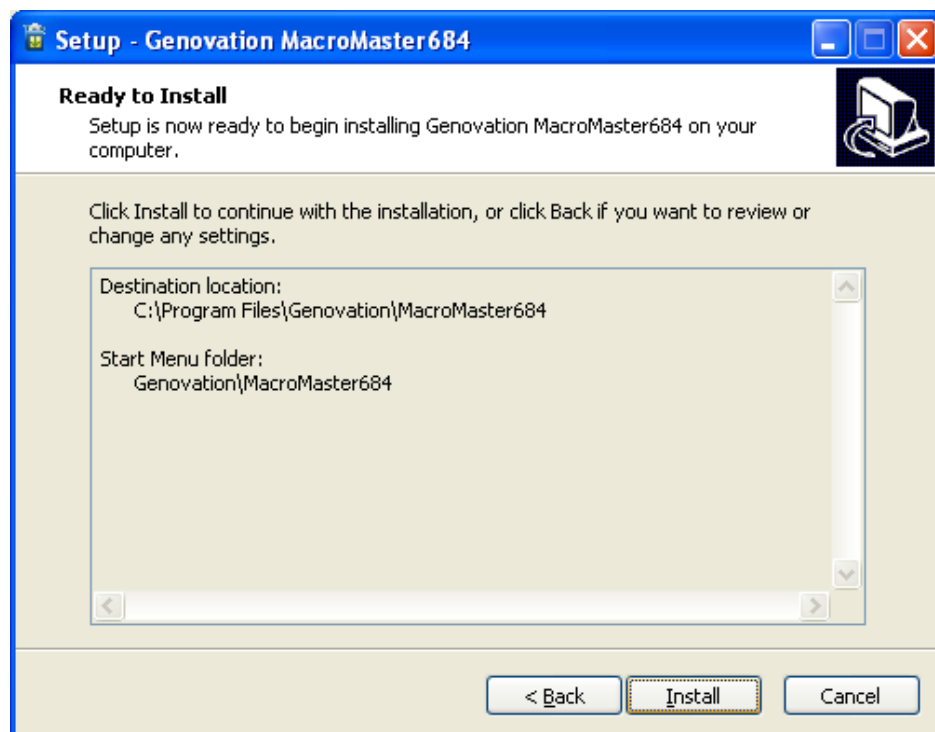 Setup - Genovation MacroMaster684
Ready to Install
Setup is now ready to begin installing Genovation MacroMaster684 on your
computer.
Click Install to continue with the installation, or click Back if you want to review or
change any settings.
Destination location:
C:\Program Files\Genovation\MacroMaster684
Start Menu folder:
Genovation\MacroMaster684
< Back Install Cancel